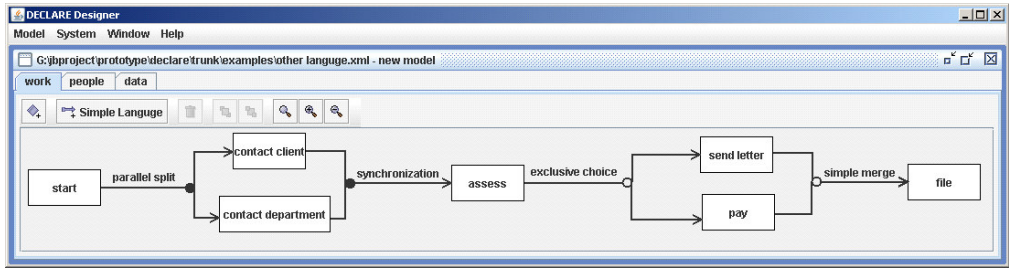 DECLARE Designer
Model System Window Help
G:\jbproject\prototype\declare\trunk\examples\other languge.xml - new model
work people data
Simple Languge
start
parallel split
contact client
contact department
synchronization
assess
exclusive choice
send letter
pay
simple merge
file